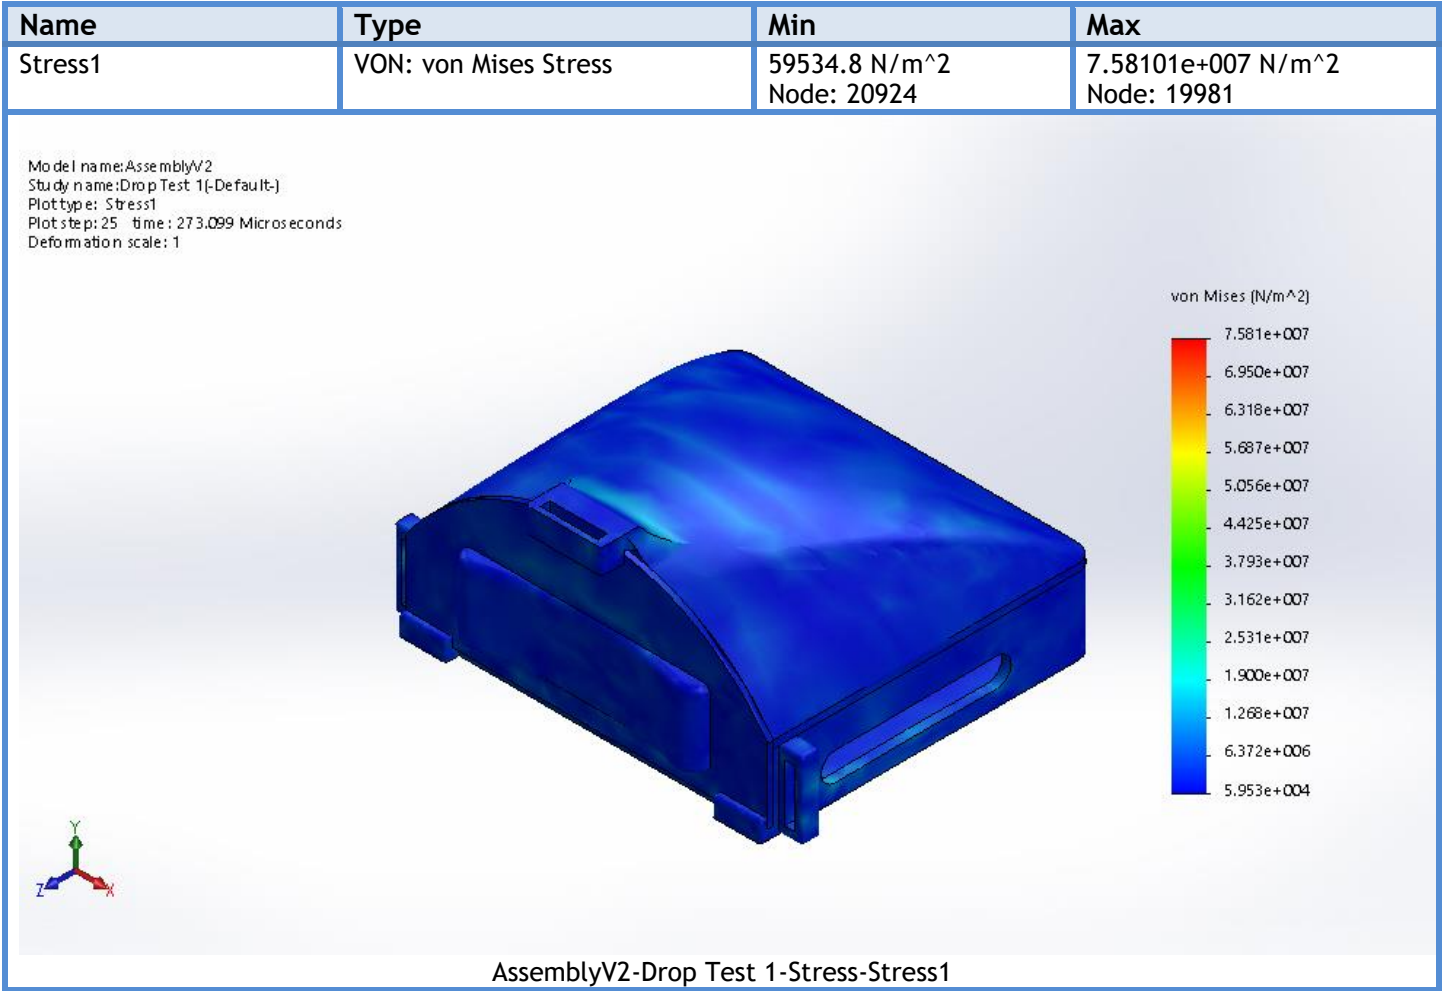 Name Type Min Max
Stress1 VON: von Mises Stress 59534.8 N/m^2 7.58101e+007 N/m^2
Node: 20924 Node: 19981
Model name:AssemblyV2
Study name:Drop Test 1(-Default-)
Plot type: Stress1
Plot step: 25 time : 273.099 Microseconds
Deformation scale: 1
von Mises (N/m^2)
7.581e+007
6.950e+007
6.318e+007
5.687e+007
5.056e+007
4.425e+007
3.793e+007
3.162e+007
2.531e+007
1.900e+007
1.268e+007
6.372e+006
5.953e+004
Y
Z X
AssemblyV2-Drop Test 1-Stress-Stress1